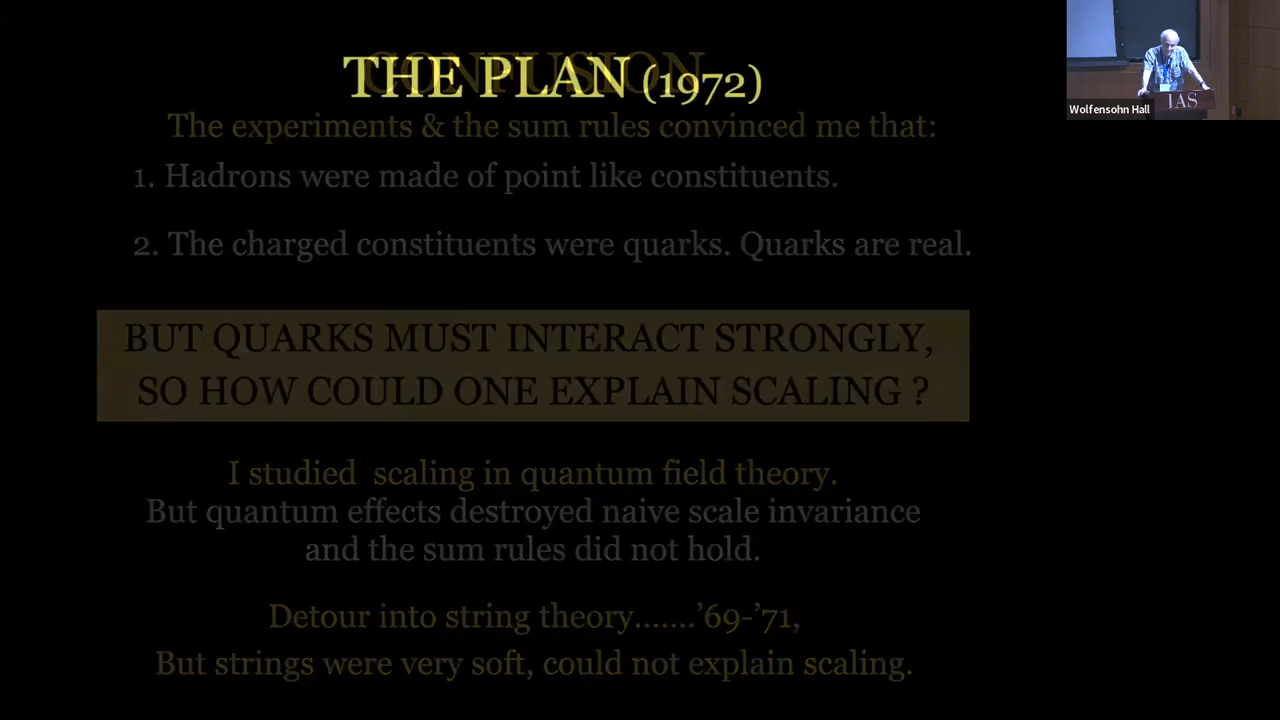 CONFUSION
THE PLAN (1972)
The experiments & the sum rules convinced me that:
1. Hadrons were made of point like constituents.
2. The charged constituents were quarks. Quarks are real.
BUT QUARKS MUST INTERACT STRONGLY,
SO HOW COULD ONE EXPLAIN SCALING ?
I studied scaling in quantum field theory.
But quantum effects destroyed naive scale invariance
and the sum rules did not hold.
Detour into string theory.......'69-'71,
But strings were very soft, could not explain scaling.
IAS
Wolfensohn Hall